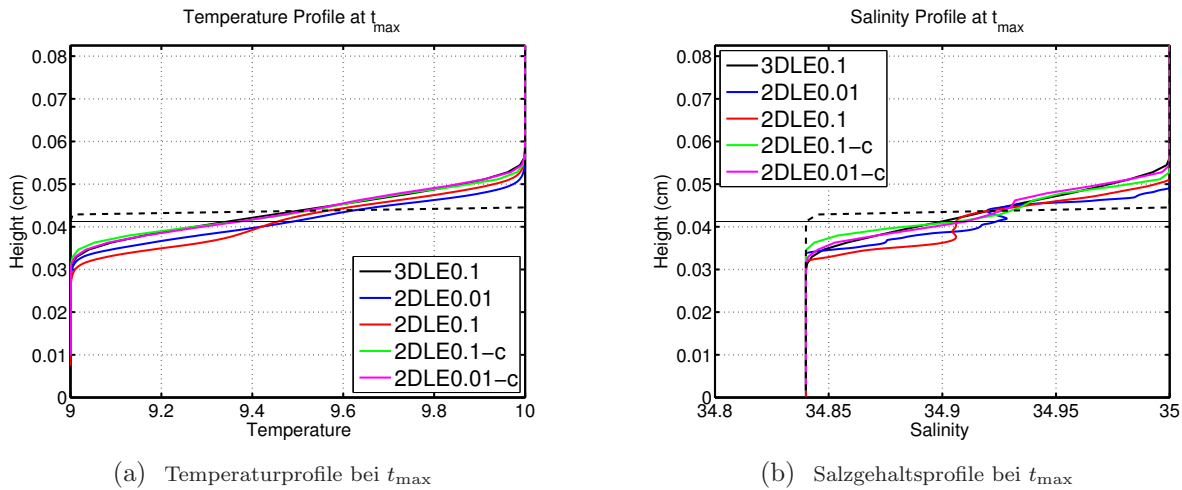 Temperature Profile at t_max
0.08
0.07
0.06
0.05
0.04
0.03
0.02
0.01
0
Height (cm)
3DLE0.1
2DLE0.01
2DLE0.1
2DLE0.1−c
2DLE0.01−c
9 9.2 9.4 9.6 9.8 10
Temperature
(a) Temperaturprofile bei t_max
Salinity Profile at t_max
0.08
0.07
0.06
0.05
0.04
0.03
0.02
0.01
0
Height (cm)
3DLE0.1
2DLE0.01
2DLE0.1
2DLE0.1−c
2DLE0.01−c
34.8 34.85 34.9 34.95 35
Salinity
(b) Salzgehaltsprofile bei t_max